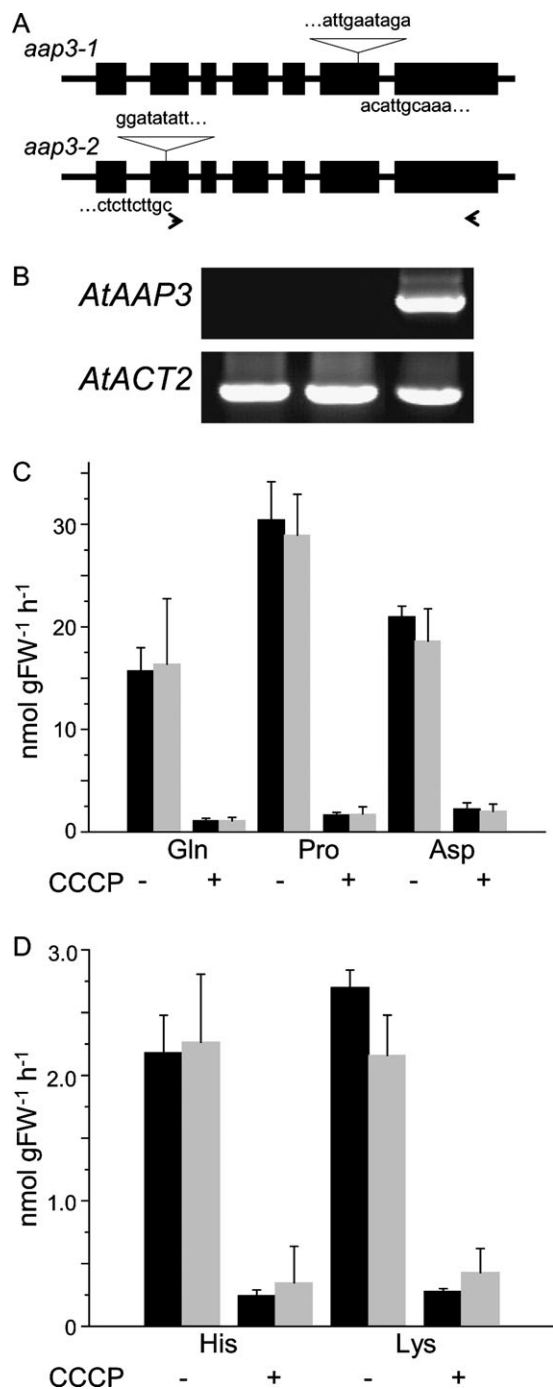 A
…attgaataga
aap3-1
acattgcaaa…
ggatatatt…
aap3-2
…ctcttcttgc
B
AtAAP3
AtACT2
C
nmol gFW⁻¹ h⁻¹
30
20
10
0
Gln Pro Asp
CCCP - + - + - +
D
nmol gFW⁻¹ h⁻¹
3.0
2.0
1.0
0
His Lys
CCCP - + - +